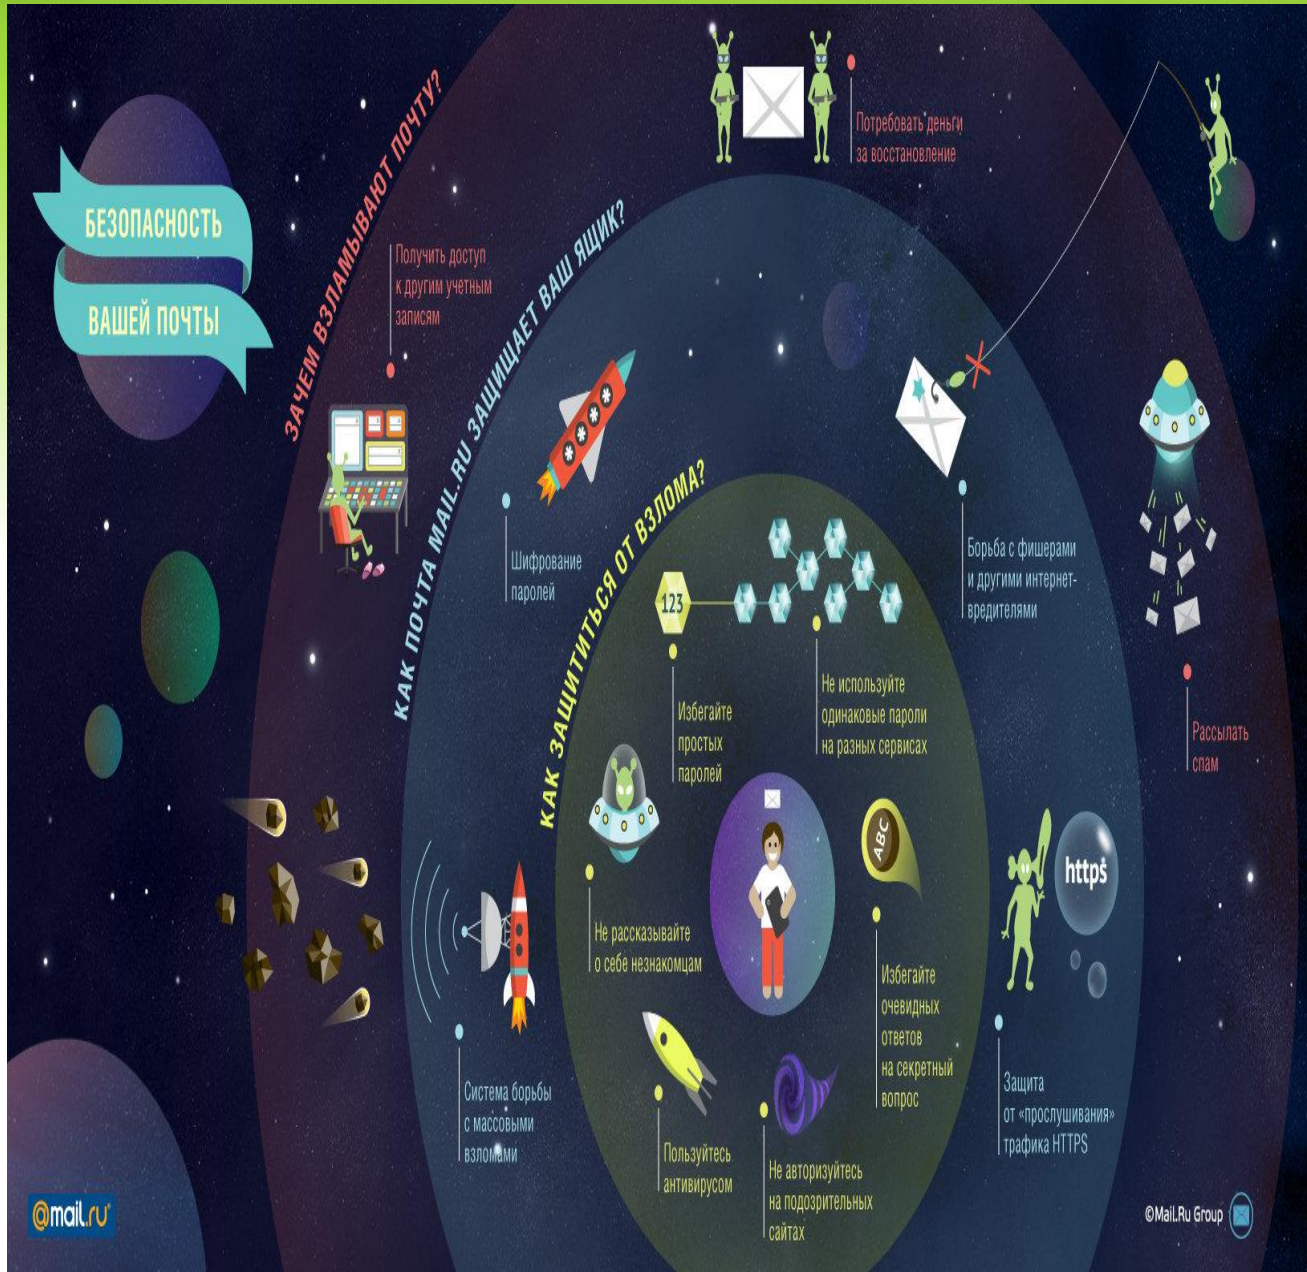 БЕЗОПАСНОСТЬ
ВАШЕЙ ПОЧТЫ
ЗАЧЕМ ВЗЛАМЫВАЮТ ПОЧТУ?
Получить доступ
к другим учетным
записям
Потребовать деньги
за восстановление
Рассылать
спам
КАК ПОЧТА MAIL.RU ЗАЩИЩАЕТ ВАШ ЯЩИК?
Шифрование
паролей
Борьба с фишерами
и другими интернет-
вредителями
Система борьбы
с массовыми
взломами
https
Защита
от «прослушивания»
трафика HTTPS
КАК ЗАЩИТИТЬСЯ ОТ ВЗЛОМА?
123
Избегайте
простых
паролей
Не используйте
одинаковые пароли
на разных сервисах
Не рассказывайте
о себе незнакомцам
ABC
Избегайте
очевидных
ответов
на секретный
вопрос
Пользуйтесь
антивирусом
Не авторизуйтесь
на подозрительных
сайтах
@mail.ru
©Mail.Ru Group